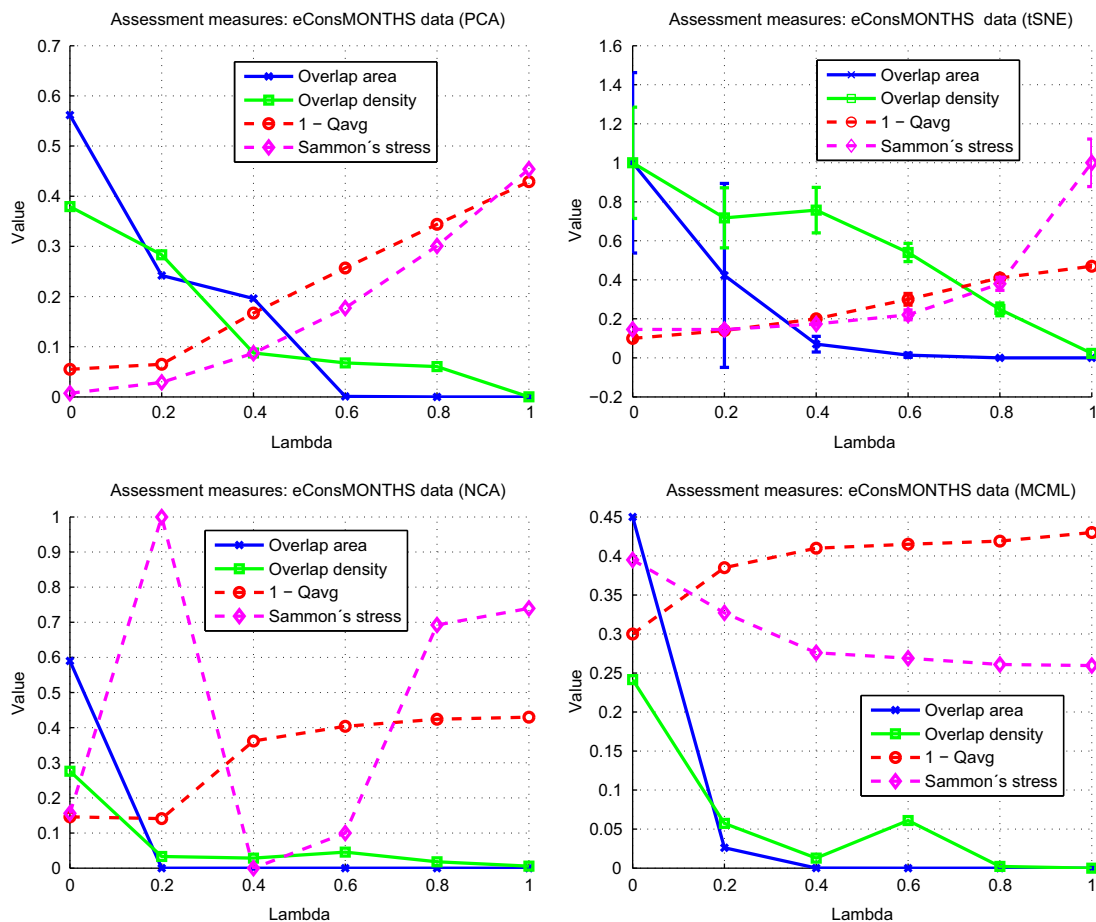 Assessment measures: eConsMONTHS data (PCA)
0.7
0.6
0.5
0.4
0.3
0.2
0.1
0
Value
Overlap area
Overlap density
1 − Qavg
Sammon´s stress
0 0.2 0.4 0.6 0.8 1
Lambda
Assessment measures: eConsMONTHS data (tSNE)
1.6
1.4
1.2
1
0.8
0.6
0.4
0.2
0
−0.2
Value
Overlap area
Overlap density
1 − Qavg
Sammon´s stress
0 0.2 0.4 0.6 0.8 1
Lambda
Assessment measures: eConsMONTHS data (NCA)
1
0.9
0.8
0.7
0.6
0.5
0.4
0.3
0.2
0.1
0
Value
Overlap area
Overlap density
1 − Qavg
Sammon´s stress
0 0.2 0.4 0.6 0.8 1
Lambda
Assessment measures: eConsMONTHS data (MCML)
0.45
0.4
0.35
0.3
0.25
0.2
0.15
0.1
0.05
0
Value
Overlap area
Overlap density
1 − Qavg
Sammon´s stress
0 0.2 0.4 0.6 0.8 1
Lambda